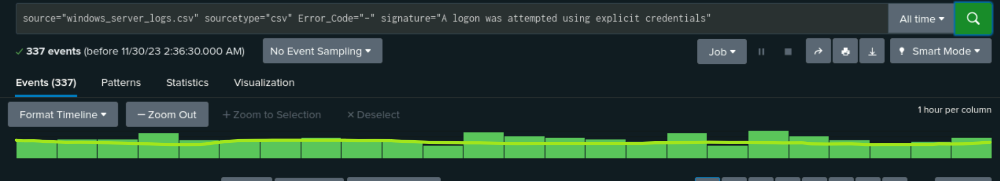 source="windows_server_logs.csv" sourcetype="csv" Error_Code="-" signature="A logon was attempted using explicit credentials"
All time
✓ 337 events (before 11/30/23 2:36:30.000 AM)
No Event Sampling
Job
Smart Mode
Events (337)
Patterns
Statistics
Visualization
Format Timeline
— Zoom Out
+ Zoom to Selection
× Deselect
1 hour per column